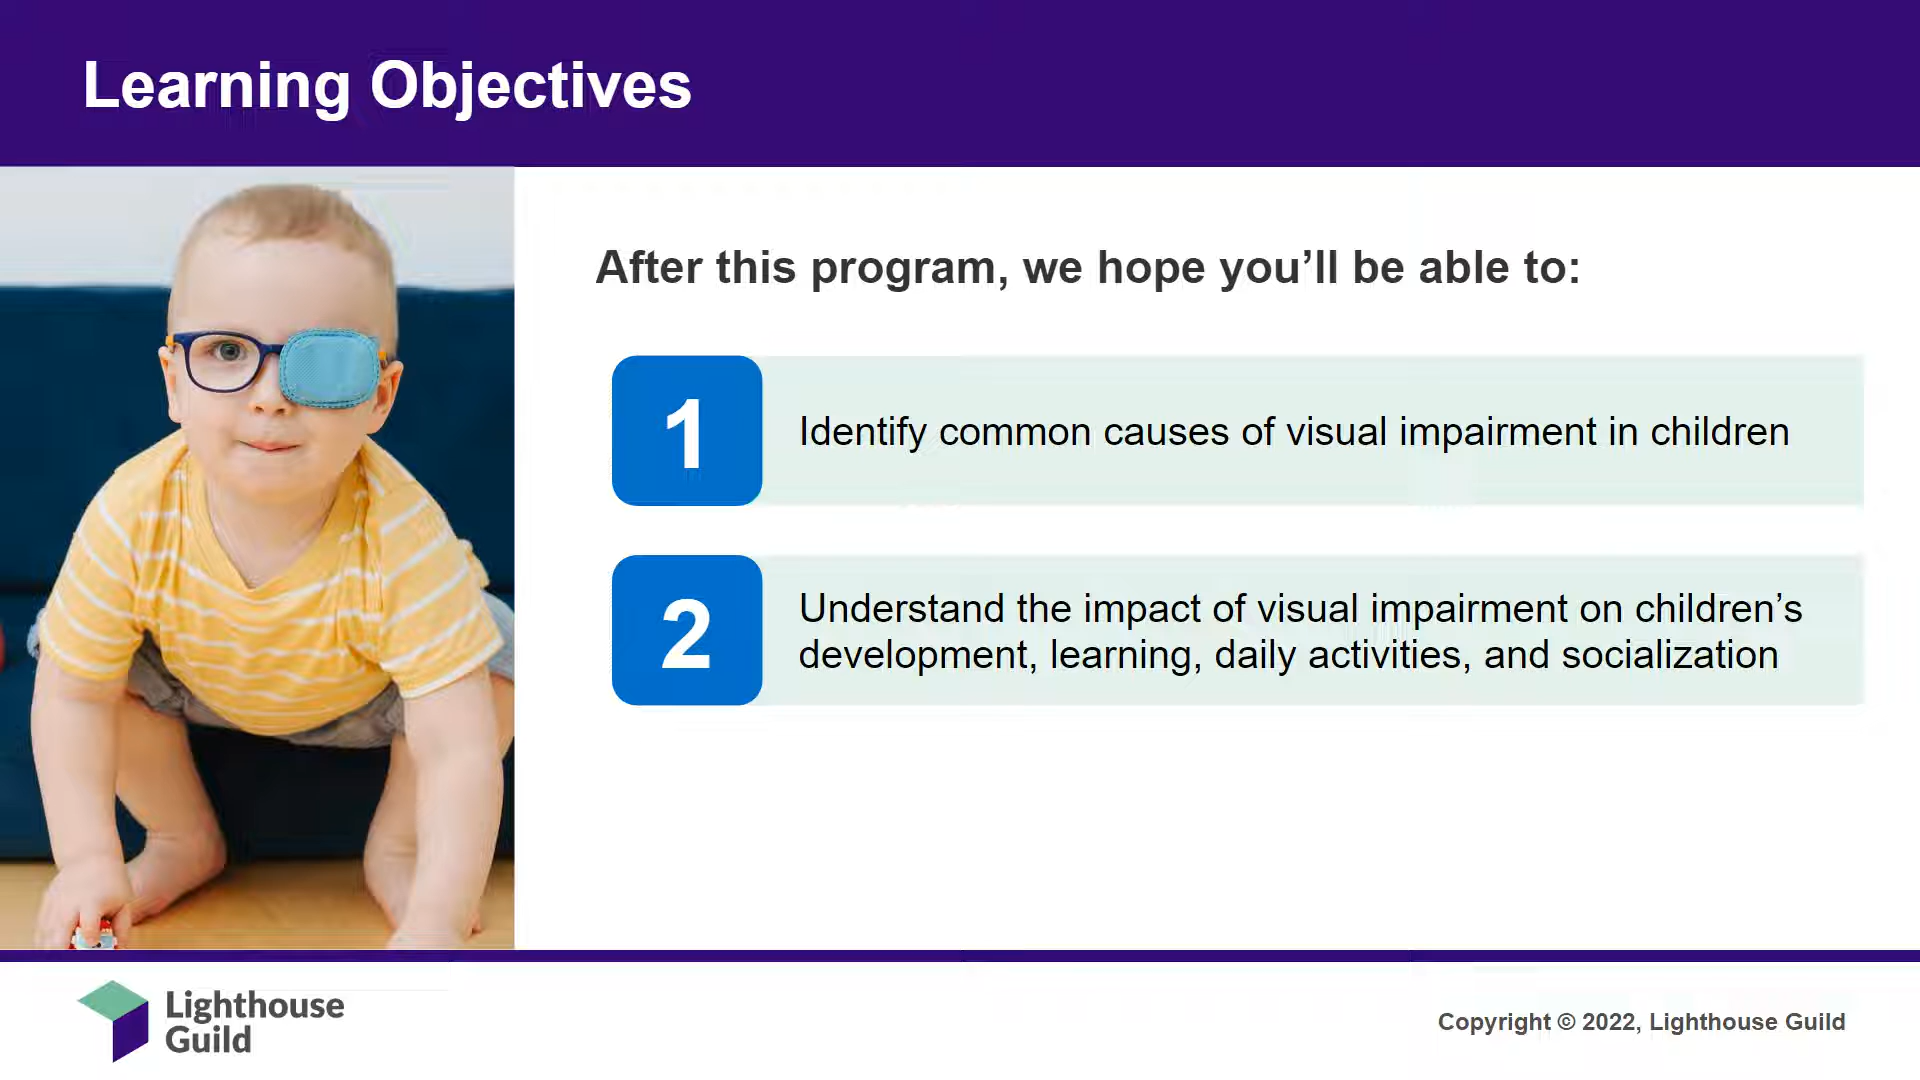 Learning Objectives
After this program, we hope you’ll be able to:
1
Identify common causes of visual impairment in children
2
Understand the impact of visual impairment on children’s
development, learning, daily activities, and socialization
Lighthouse
Guild
Copyright © 2022, Lighthouse Guild